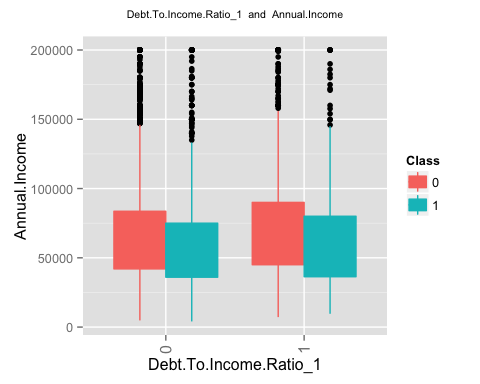 Debt.To.Income.Ratio_1 and Annual.Income
200000
150000
100000
50000
0
Annual.Income
0
1
Debt.To.Income.Ratio_1
Class
0
1